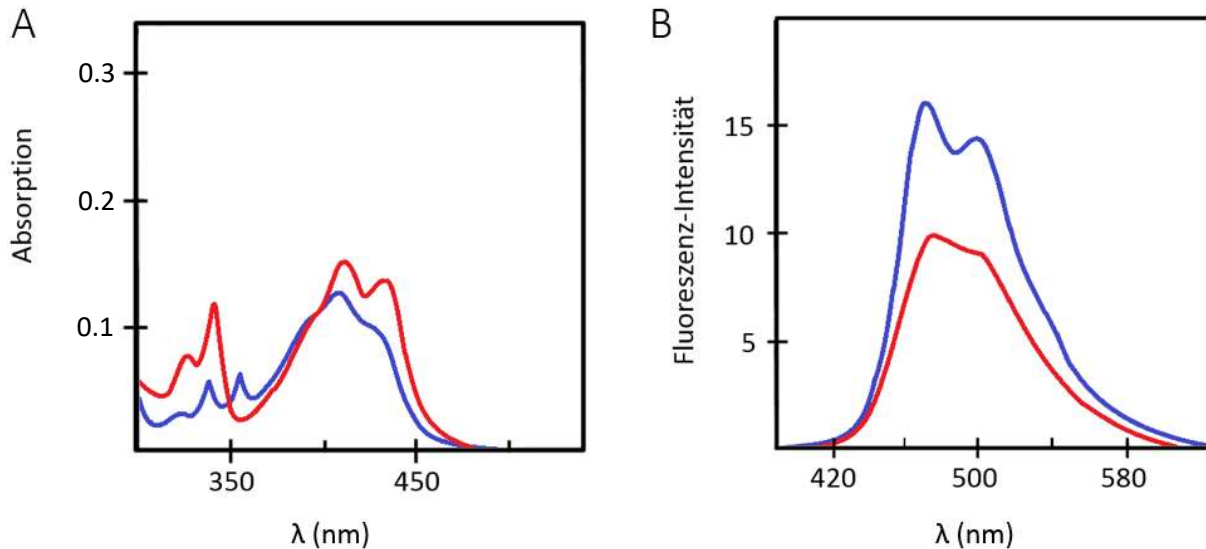 A
Absorption
0.3
0.2
0.1
350
450
λ (nm)
B
Fluoreszenz-Intensität
15
10
5
420
500
580
λ (nm)